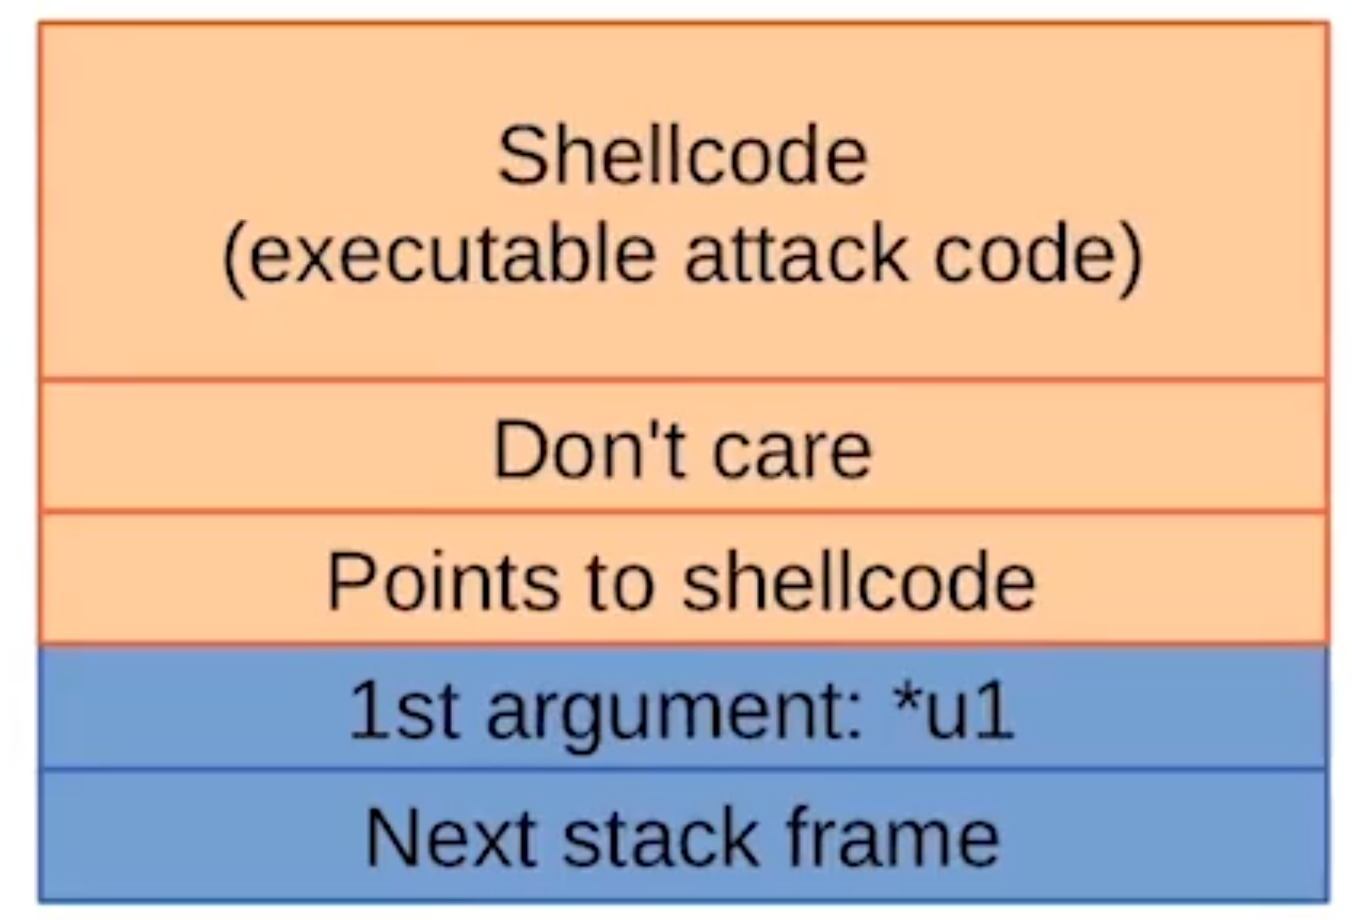 Shellcode
(executable attack code)
Don't care
Points to shellcode
1st argument: *u1
Next stack frame